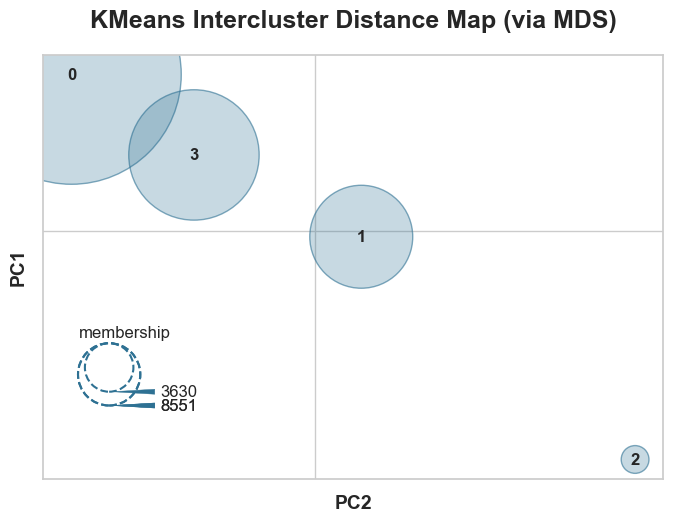 KMeans Intercluster Distance Map (via MDS)
0
3
1
PC1
membership
3630
8551
2
PC2